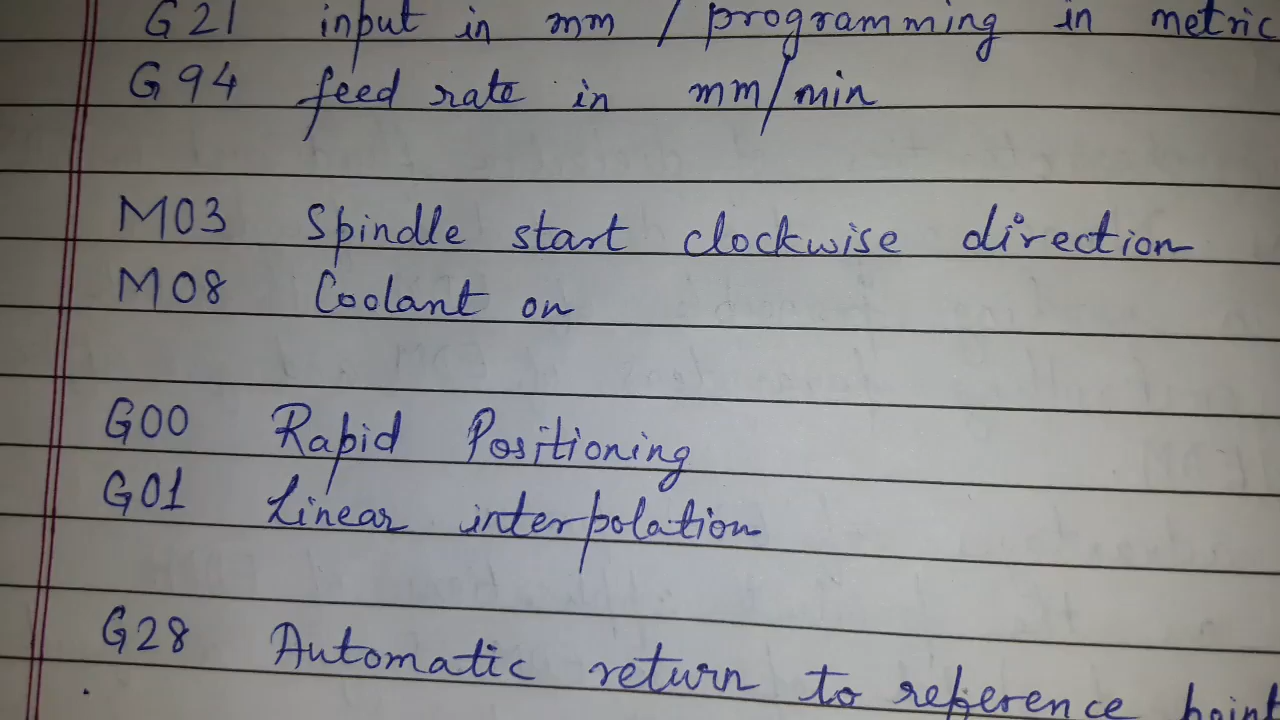 G21 input in mm / programming in metric
G94 feed rate in mm/min
M03 Spindle start clockwise direction
M08 Coolant on
G00 Rapid Positioning
G01 Linear interpolation
G28 Automatic return to reference point